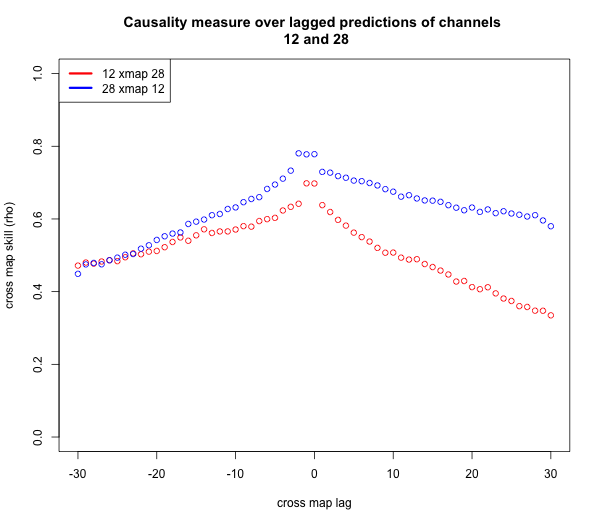 Causality measure over lagged predictions of channels
12 and 28
12 xmap 28
28 xmap 12
cross map skill (rho)
1.0
0.8
0.6
0.4
0.2
0.0
-30 -20 -10 0 10 20 30
cross map lag